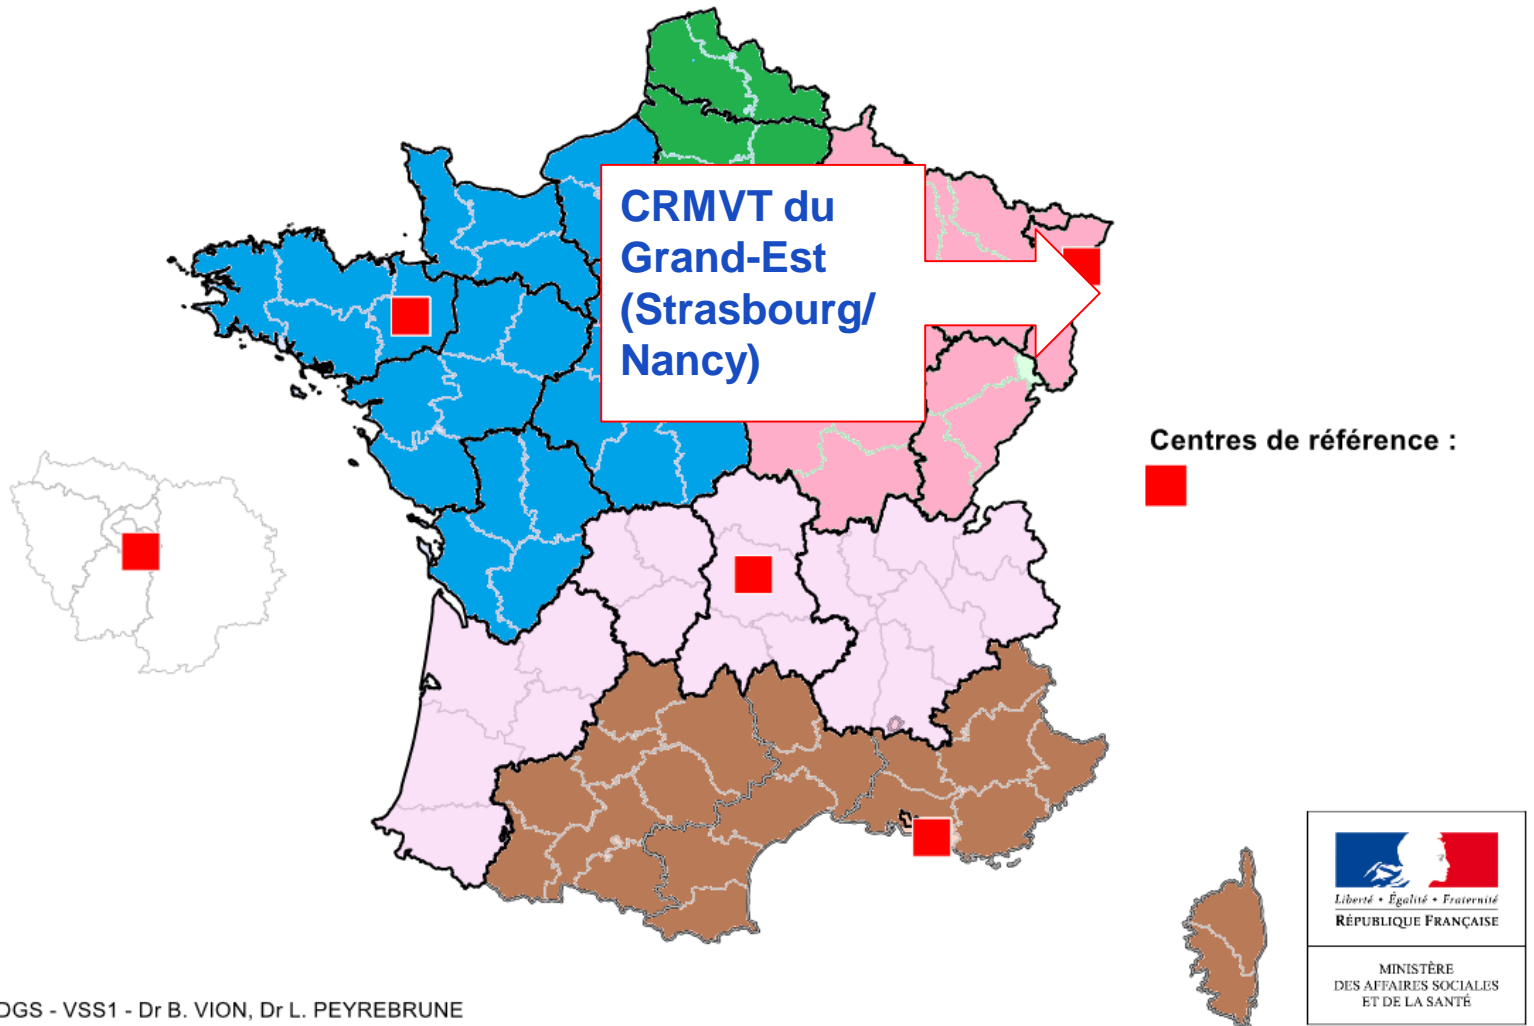 CRMVT du
Grand-Est
(Strasbourg/
Nancy)
Centres de référence :
Liberté • Égalité • Fraternité
RÉPUBLIQUE FRANÇAISE
MINISTÈRE
DES AFFAIRES SOCIALES
ET DE LA SANTÉ
DGS - VSS1 - Dr B. VION, Dr L. PEYREBRUNE